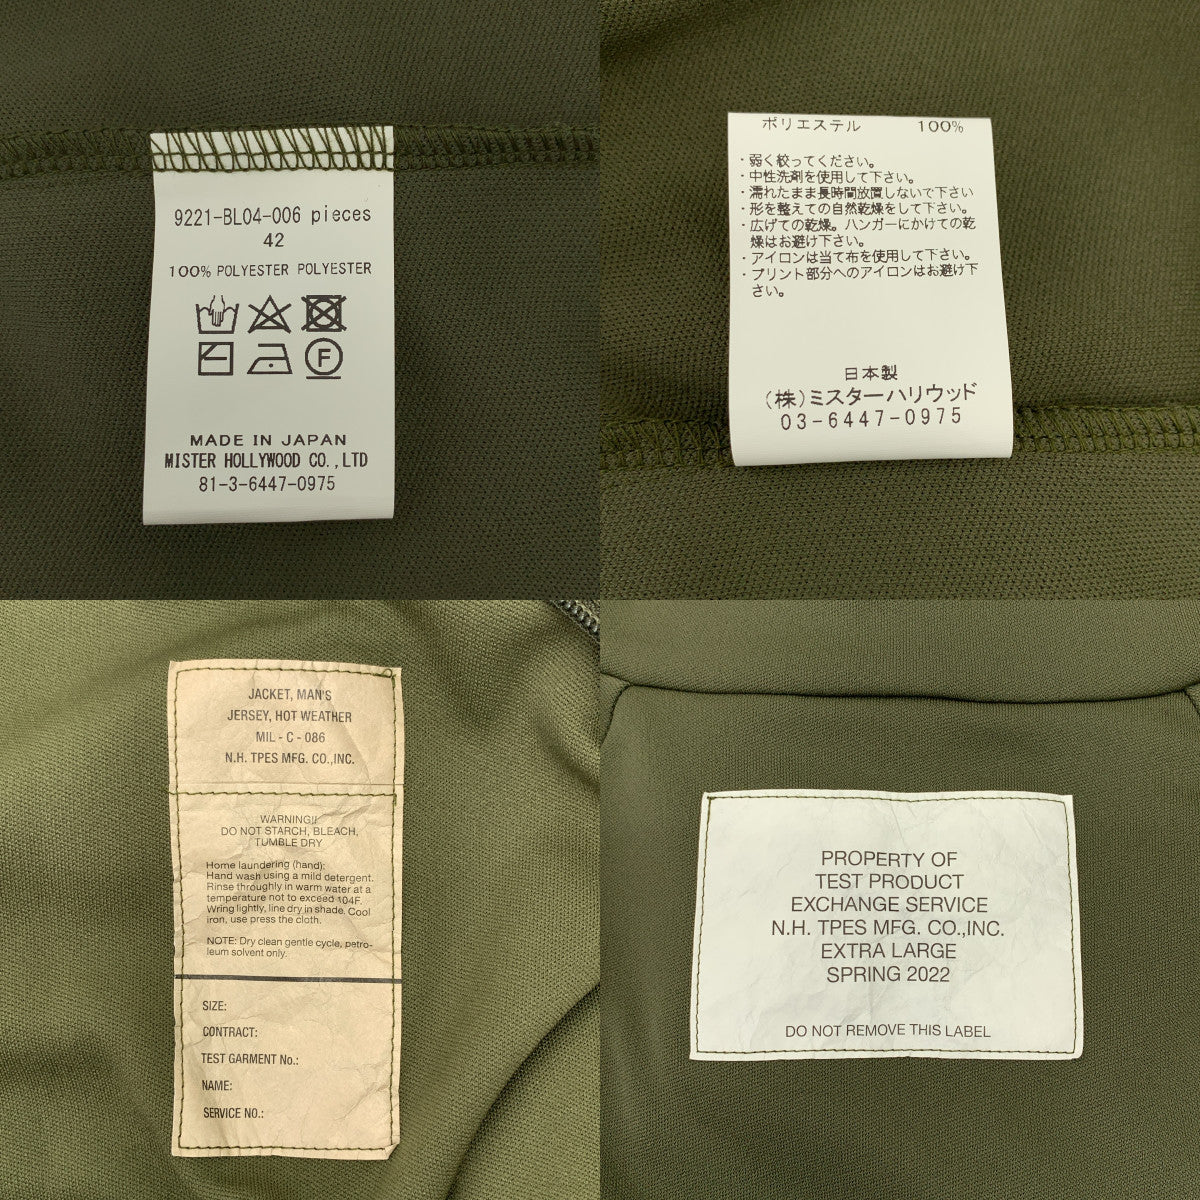 9221-BL04-006 pieces
42
100% POLYESTER POLYESTER
F
MADE IN JAPAN
MISTER HOLLYWOOD CO.,LTD
81-3-6447-0975
ポリエステル 100%
・弱く絞ってください。
・中性洗剤を使用して下さい。
・濡れたまま長時間放置しないで下さい
・形を整えての自然乾燥をして下さい。
・広げての乾燥。ハンガーにかけての乾
燥はお避け下さい。
・アイロンは当て布を使用して下さい。
・プリント部分へのアイロンはお避け下
さい。
日本製
(株)ミスターハリウッド
03-6447-0975
JACKET, MAN'S
JERSEY, HOT WEATHER
MIL - C - 086
N.H. TPES MFG. CO.,INC.
WARNING!!
DO NOT STARCH, BLEACH,
TUMBLE DRY
Home laundering (hand):
Hand wash using a mild detergent.
Rinse throughly in warm water at a
temperature not to exceed 104F.
Wring lightly, line dry in shade. Cool
iron, use press the cloth.
NOTE: Dry clean gentle cycle, petro-
leum solvent only.
SIZE:
CONTRACT:
TEST GARMENT No.:
NAME:
SERVICE NO.:
PROPERTY OF
TEST PRODUCT
EXCHANGE SERVICE
N.H. TPES MFG. CO.,INC.
EXTRA LARGE
SPRING 2022
DO NOT REMOVE THIS LABEL